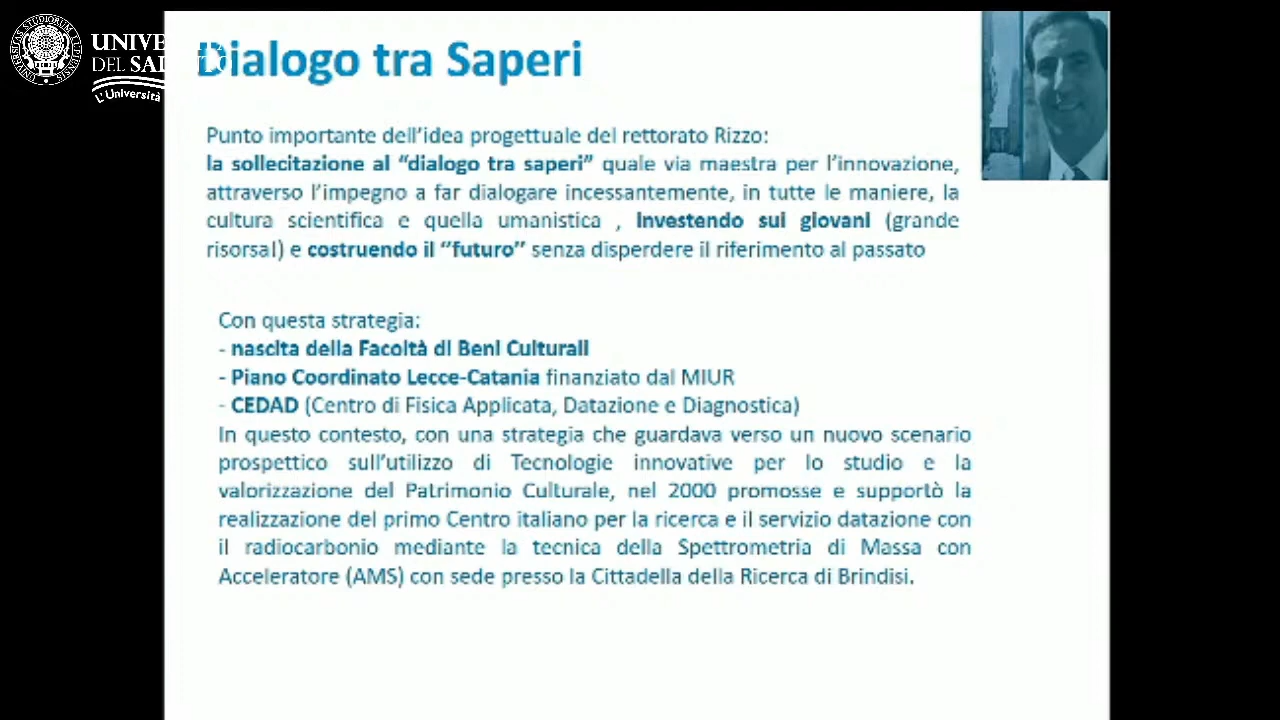 UNIVERSITÀ
DEL SALENTO
L'Università
Dialogo tra Saperi
Punto importante dell'idea progettuale del rettorato Rizzo:
la sollecitazione al "dialogo tra saperi" quale via maestra per l'innovazione,
attraverso l'impegno a far dialogare incessantemente, in tutte le maniere, la
cultura scientifica e quella umanistica , investendo sui giovani (grande
risorsa!) e costruendo il "futuro" senza disperdere il riferimento al passato
Con questa strategia:
- nascita della Facoltà di Beni Culturali
- Piano Coordinato Lecce-Catania finanziato dal MIUR
- CEDAD (Centro di Fisica Applicata, Datazione e Diagnostica)
In questo contesto, con una strategia che guardava verso un nuovo scenario
prospettico sull'utilizzo di Tecnologie innovative per lo studio e la
valorizzazione del Patrimonio Culturale, nel 2000 promosse e supportò la
realizzazione del primo Centro italiano per la ricerca e il servizio datazione con
il radiocarbonio mediante la tecnica della Spettrometria di Massa con
Acceleratore (AMS) con sede presso la Cittadella della Ricerca di Brindisi.